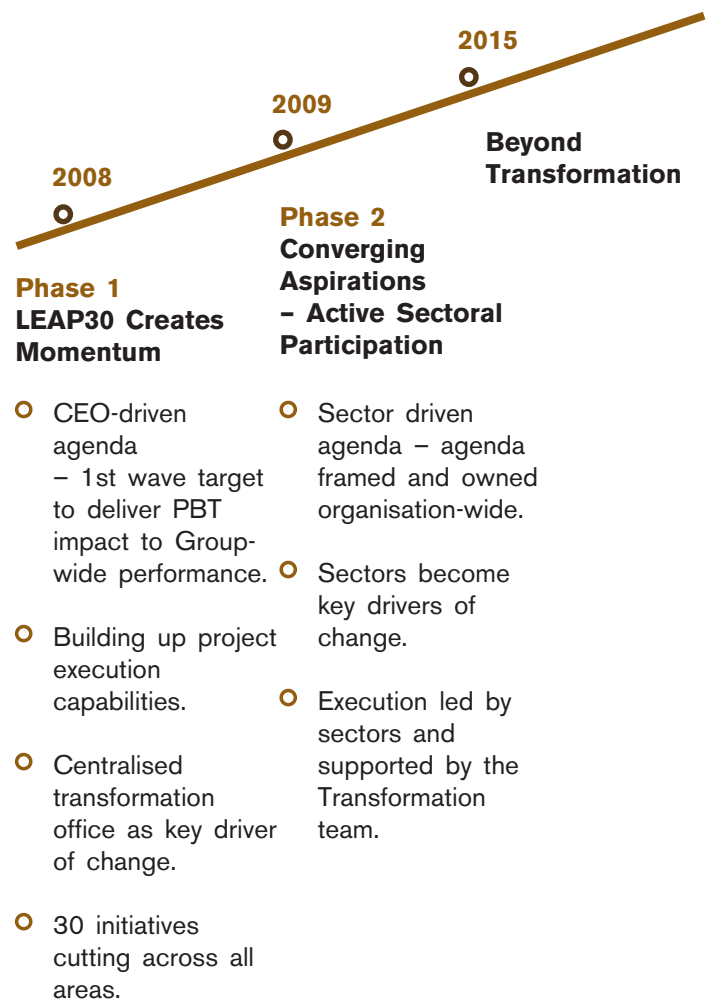 2008
Phase 1
LEAP30 Creates
Momentum
CEO-driven
agenda
– 1st wave target
to deliver PBT
impact to Group-
wide performance.
Building up project
execution
capabilities.
Centralised
transformation
office as key driver
of change.
30 initiatives
cutting across all
areas.
2009
Phase 2
Converging
Aspirations
– Active Sectoral
Participation
Sector driven
agenda – agenda
framed and owned
organisation-wide.
Sectors become
key drivers of
change.
Execution led by
sectors and
supported by the
Transformation
team.
2015
Beyond
Transformation